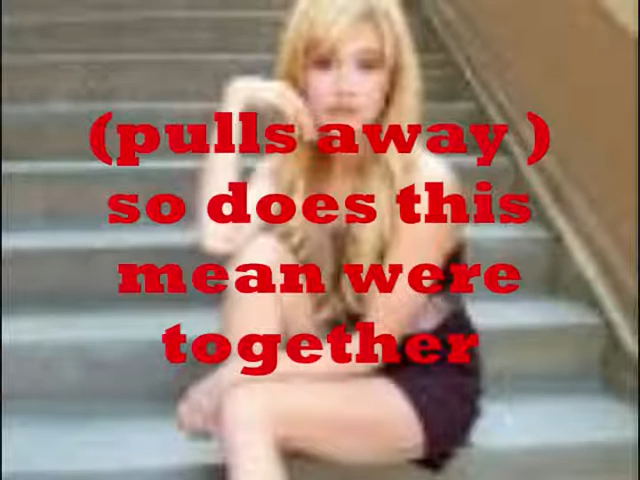 (pulls away )
so does this
mean were
together